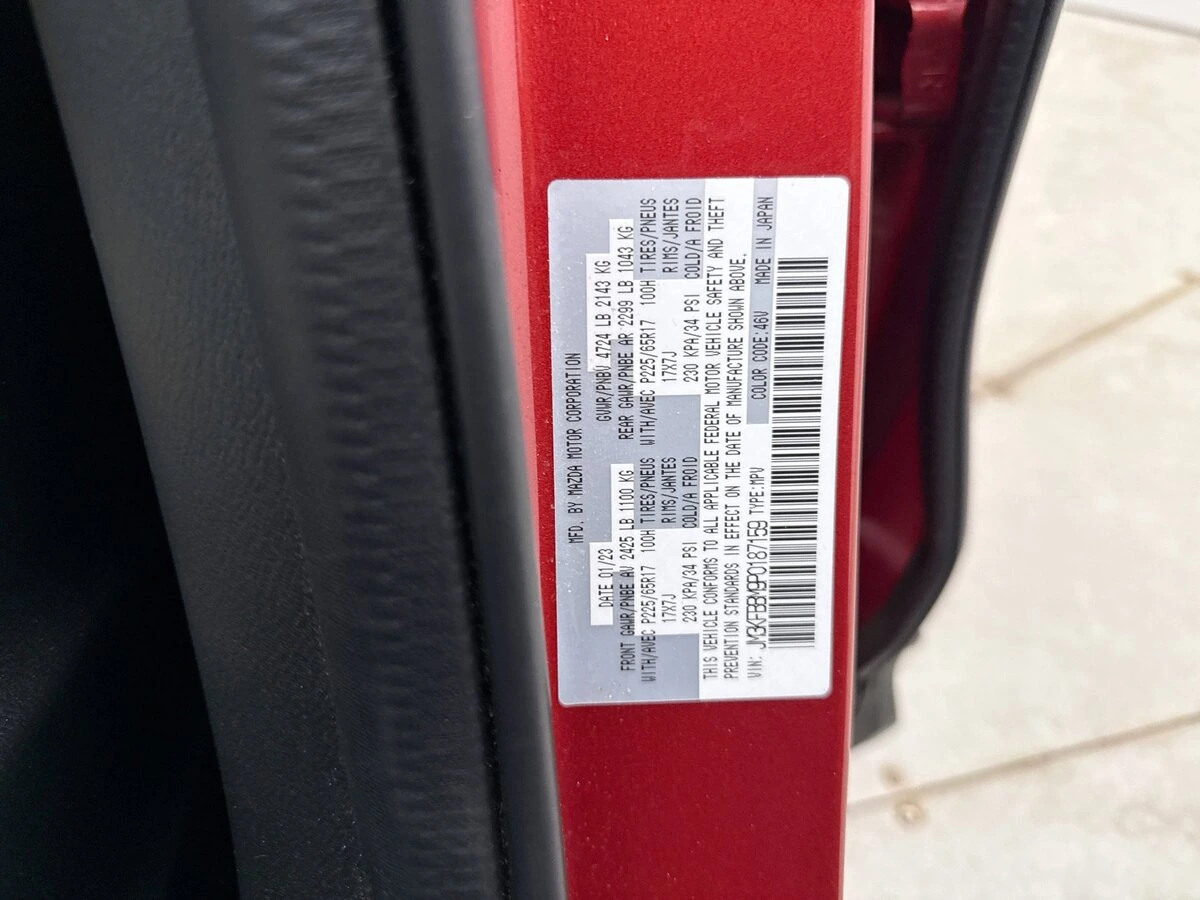 MFD. BY MAZDA MOTOR CORPORATION
DATE 01/23 GVWR/PNBV 4724 LB 2143 KG
FRONT GAWR/PNBE AV 2425 LB 1100 KG REAR GAWR/PNBE AR 2299 LB 1043 KG
WITH/AVEC P225/65R17 100H TIRES/PNEUS WITH/AVEC P225/65R17 100H TIRES/PNEUS
17X7J RIMS/JANTES 17X7J RIMS/JANTES
230 KPA/34 PSI COLD/A FROID 230 KPA/34 PSI COLD/A FROID
THIS VEHICLE CONFORMS TO ALL APPLICABLE FEDERAL MOTOR VEHICLE SAFETY AND THEFT
PREVENTION STANDARDS IN EFFECT ON THE DATE OF MANUFACTURE SHOWN ABOVE.
VIN: JM3KFBBM9P0187159 TYPE:MPV COLOR CODE:46V MADE IN JAPAN